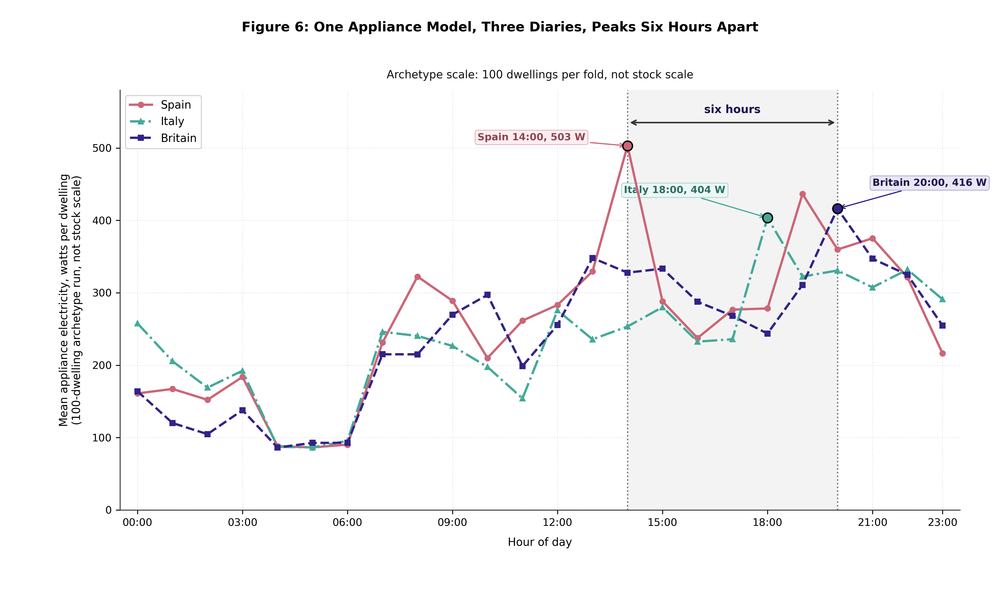 Figure 6: One Appliance Model, Three Diaries, Peaks Six Hours Apart
Archetype scale: 100 dwellings per fold, not stock scale
Spain
Italy
Britain
six hours
Spain 14:00, 503 W
Italy 18:00, 404 W
Britain 20:00, 416 W
Mean appliance electricity, watts per dwelling
(100-dwelling archetype run, not stock scale)
500
400
300
200
100
0
00:00 03:00 06:00 09:00 12:00 15:00 18:00 21:00 23:00
Hour of day